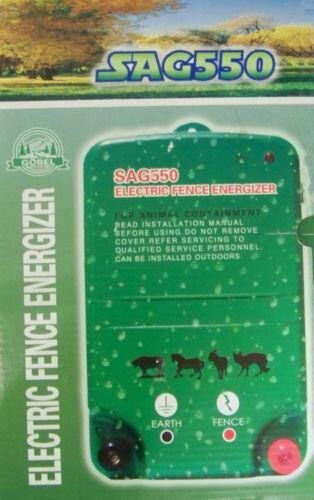 SAG550
GÖBEL
ELECTRIC FENCE ENERGIZER
SAG550
ELECTRIC FENCE ENERGIZER
FOR ANIMAL CONTAINMENT
READ INSTALLATION MANUAL
BEFORE USING.DO NOT REMOVE
COVER.REFER SERVICING TO
QUALIFIED SERVICE PERSONNEL.
CAN BE INSTALLED OUTDOORS.
EARTH
FENCE